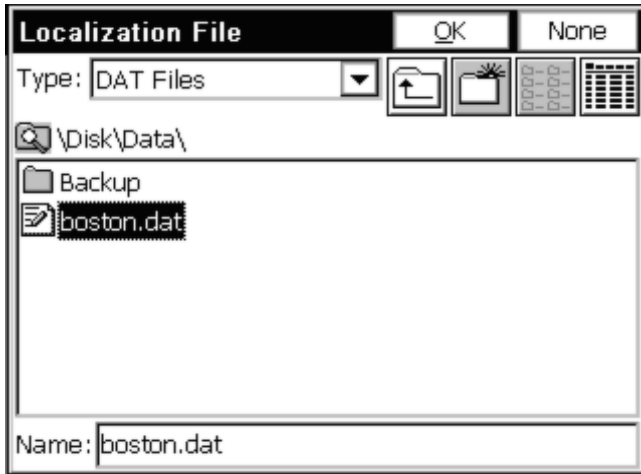 Localization File OK None
Type: DAT Files
\Disk\Data\
Backup
boston.dat
Name: boston.dat